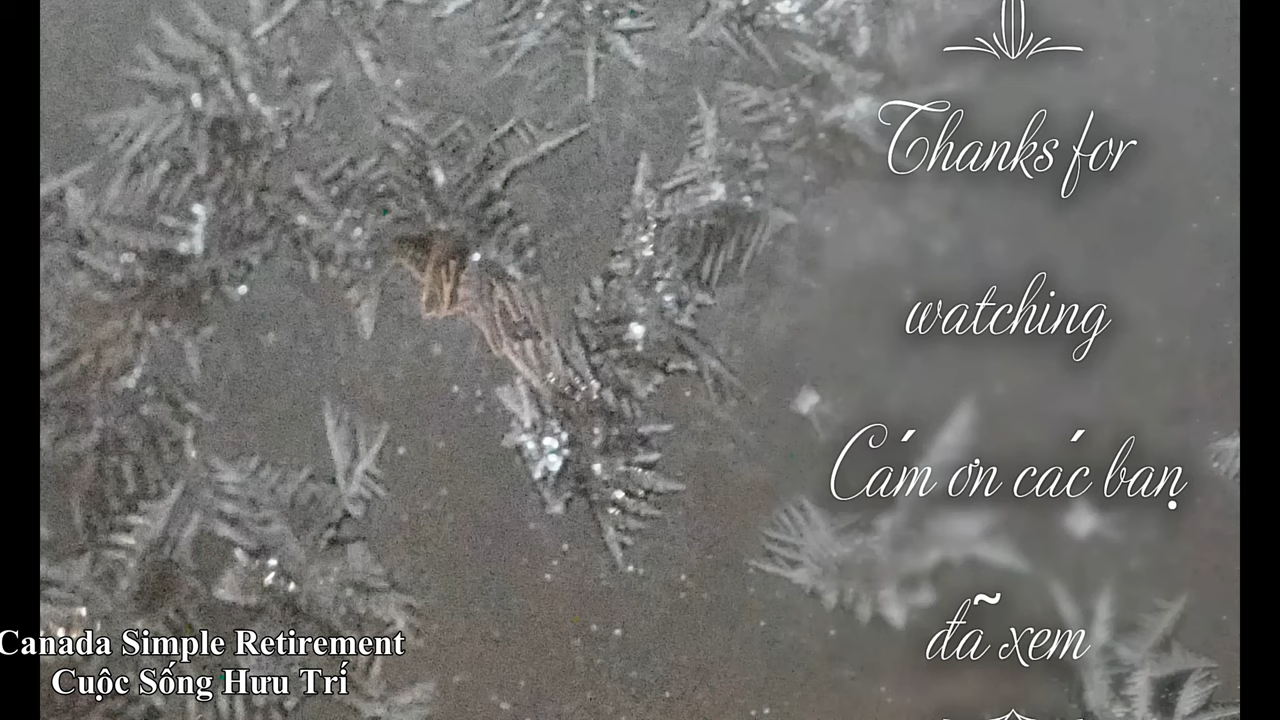 Thanks for
watching
Cám ơn các bạn
đã xem
Canada Simple Retirement
Cuộc Sống Hưu Trí